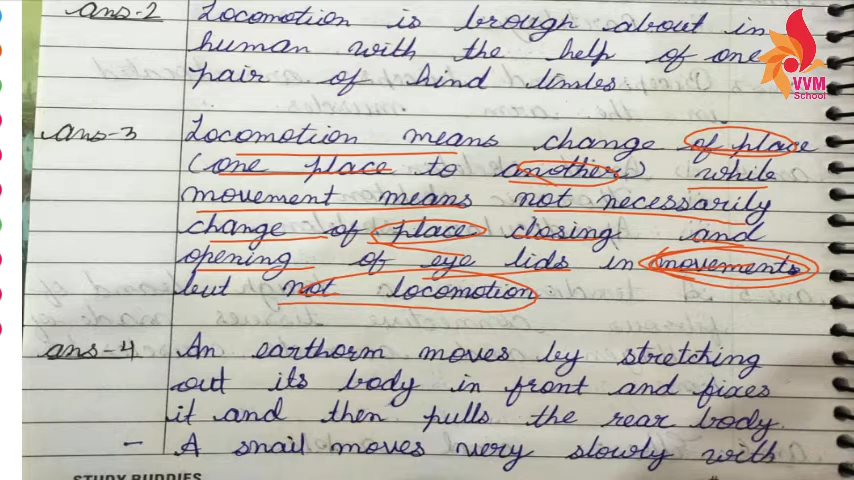 ans-2 Locomotion is brough about in
human with the help of one
pair of hind limbs
VVM
School
ans-3 Locomotion means change of place
(one place to another) while
movement means not necessarily
change of place closing and
opening of eye lids in movements
but not locomotion
ans-4 An earthorm moves by stretching
out its body in front and fixes
it and then pulls the rear body
- A snail moves very slowly with
STUDY BUDDIES